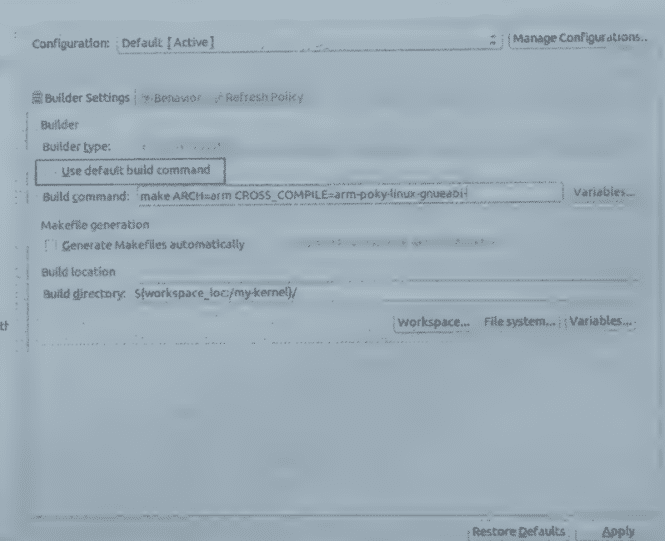 Configuration: Default [ Active ] Manage Configurations..
Builder Settings Behavior Refresh Policy
Builder
Builder type:
Use default build command
Build command: make ARCH=arm CROSS_COMPILE=arm-poky-linux-gnueabi- Variables...
Makefile generation
Generate Makefiles automatically
Build location
Build directory: ${workspace_loc:/my-kernel}/
Workspace... File system... Variables...
Restore Defaults Apply